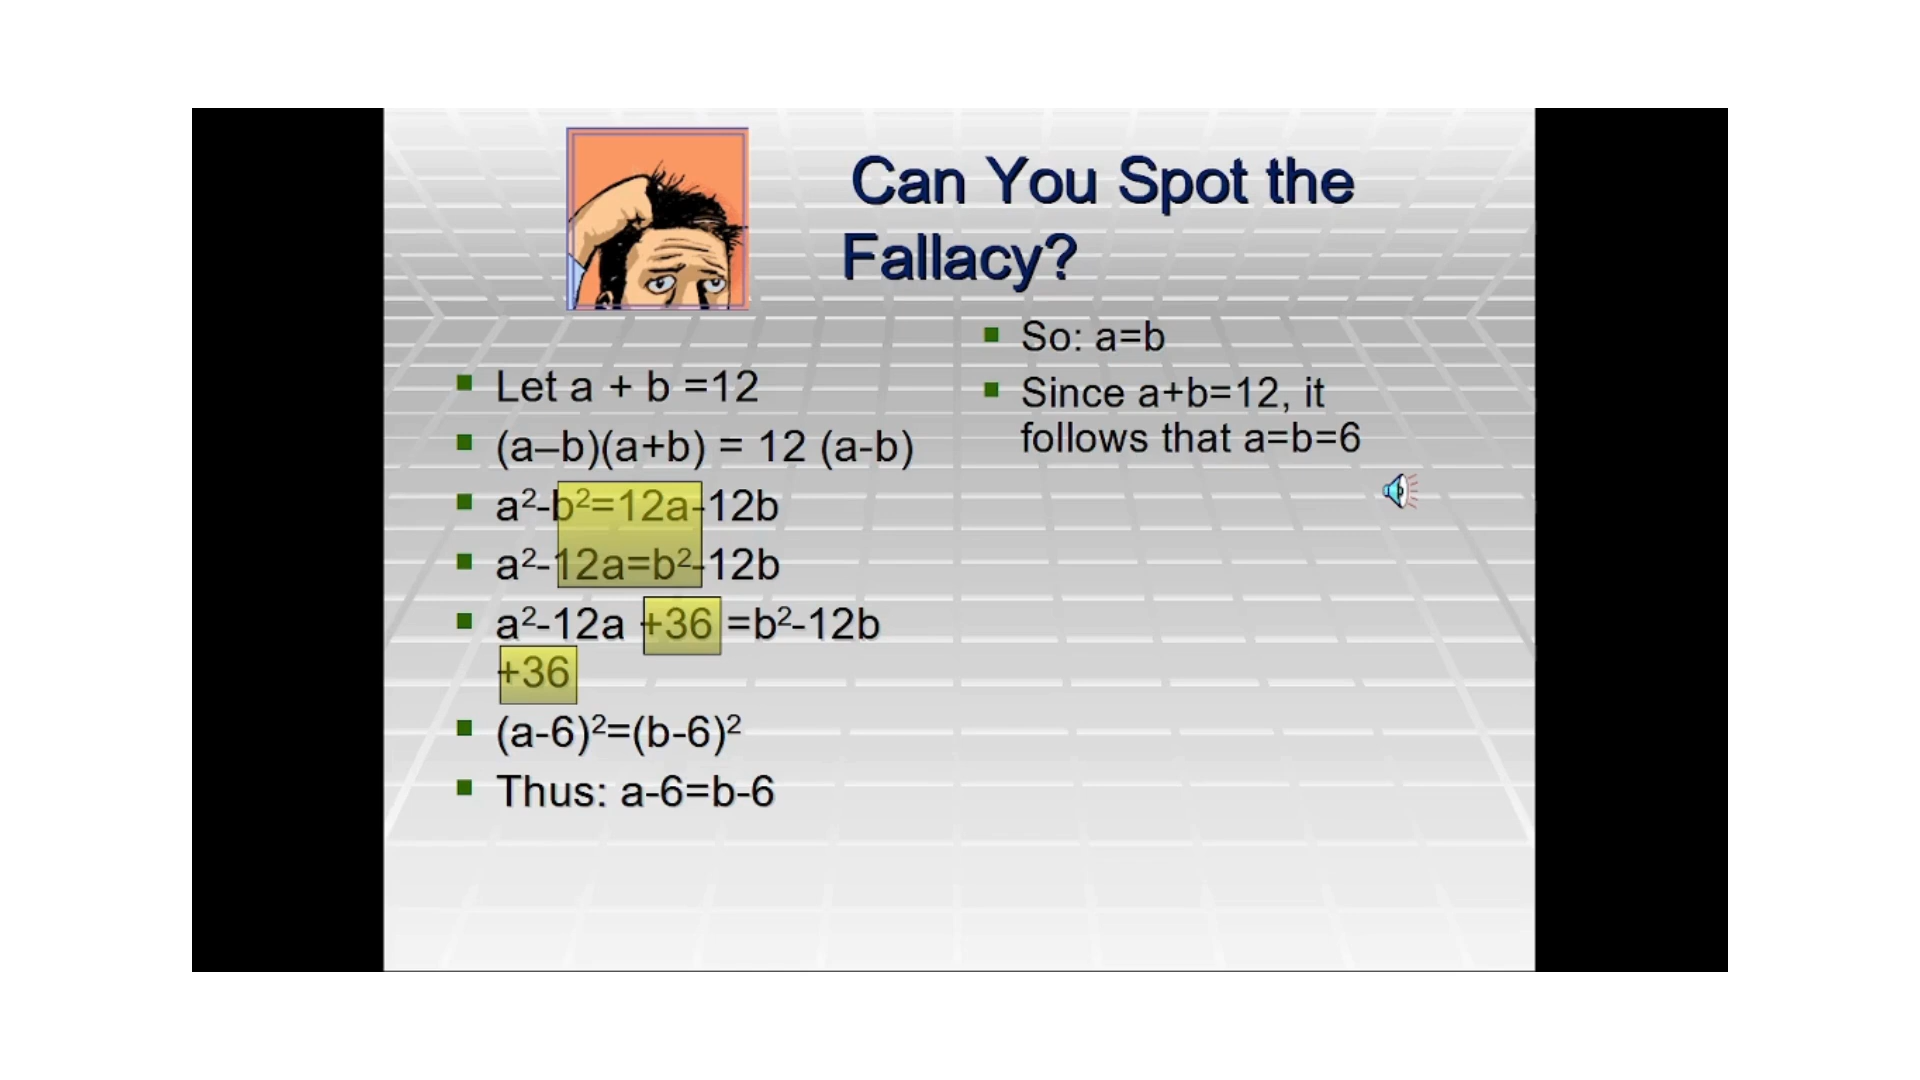 Can You Spot the
Fallacy?
Let a + b =12
(a–b)(a+b) = 12 (a-b)
a²-b²=12a-12b
a²-12a=b²-12b
a²-12a +36 =b²-12b
+36
(a-6)²=(b-6)²
Thus: a-6=b-6
So: a=b
Since a+b=12, it
follows that a=b=6